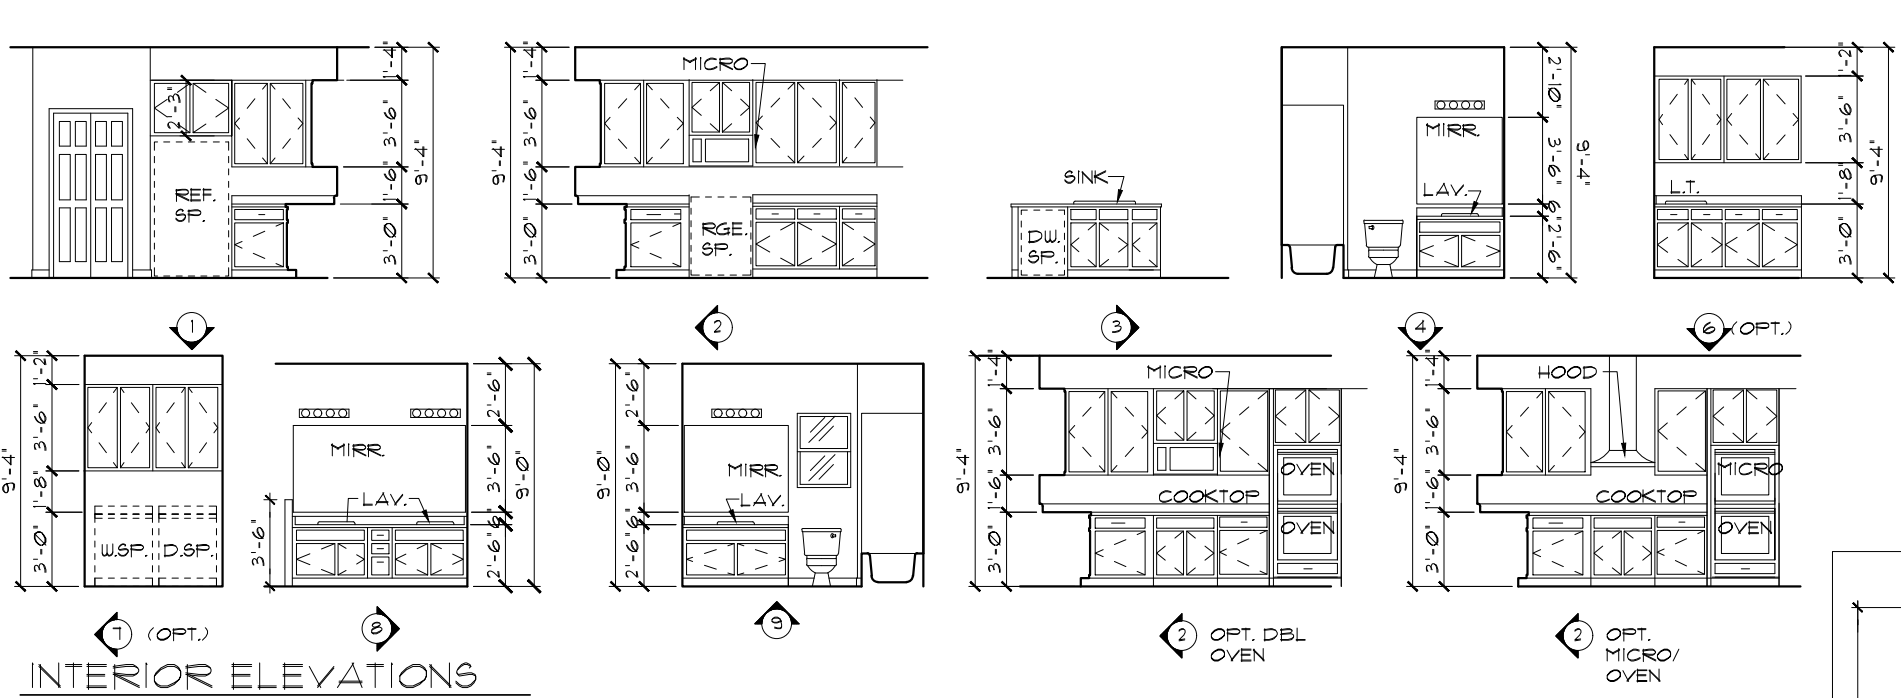 2'-3"
REF.
SP.
1'-4"
3'-6"
1'-6"
3'-0"
9'-4"
1
9'-4"
1'-4"
3'-6"
1'-6"
3'-0"
MICRO
RGE.
SP.
2
SINK
DW.
SP.
3
MIRR.
LAV.
2'-10"
3'-6"
6"
2'-6"
9'-4"
4
L.T.
1'-2"
3'-6"
1'-8"
3'-0"
9'-4"
6 (OPT.)
9'-4"
1'-2"
3'-6"
1'-8"
3'-0"
W.SP. D.SP.
7 (OPT.)
3'-6"
MIRR.
LAV.
2'-6"
3'-6"
6"
2'-6"
9'-0"
8
9'-0"
2'-6"
3'-6"
6"
2'-6"
MIRR.
LAV.
9
9'-4"
1'-4"
3'-6"
1'-6"
3'-0"
MICRO
OVEN
COOKTOP
OVEN
2 OPT. DBL
OVEN
9'-4"
1'-4"
3'-6"
1'-6"
3'-0"
HOOD
MICRO
COOKTOP
OVEN
2 OPT.
MICRO/
OVEN
INTERIOR ELEVATIONS